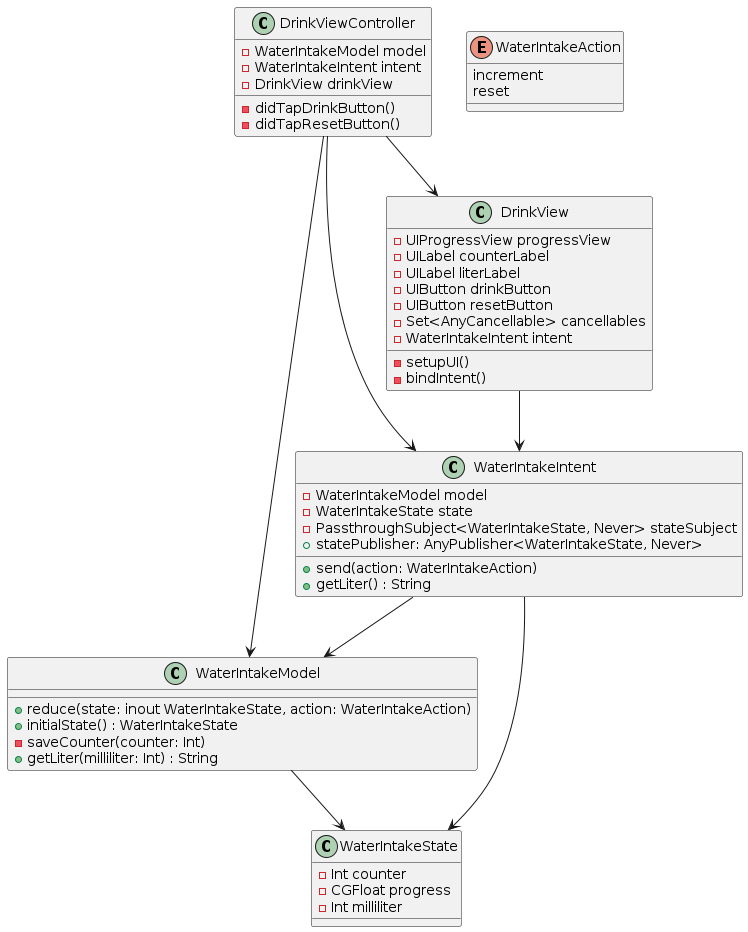 C DrinkViewController
WaterIntakeModel model
WaterIntakeIntent intent
DrinkView drinkView
didTapDrinkButton()
didTapResetButton()
E WaterIntakeAction
increment
reset
C DrinkView
UIProgressView progressView
UILabel counterLabel
UILabel literLabel
UIButton drinkButton
UIButton resetButton
Set<AnyCancellable> cancellables
WaterIntakeIntent intent
setupUI()
bindIntent()
C WaterIntakeIntent
WaterIntakeModel model
WaterIntakeState state
PassthroughSubject<WaterIntakeState, Never> stateSubject
statePublisher: AnyPublisher<WaterIntakeState, Never>
send(action: WaterIntakeAction)
getLiter() : String
C WaterIntakeModel
reduce(state: inout WaterIntakeState, action: WaterIntakeAction)
initialState() : WaterIntakeState
saveCounter(counter: Int)
getLiter(milliliter: Int) : String
C WaterIntakeState
Int counter
CGFloat progress
Int milliliter